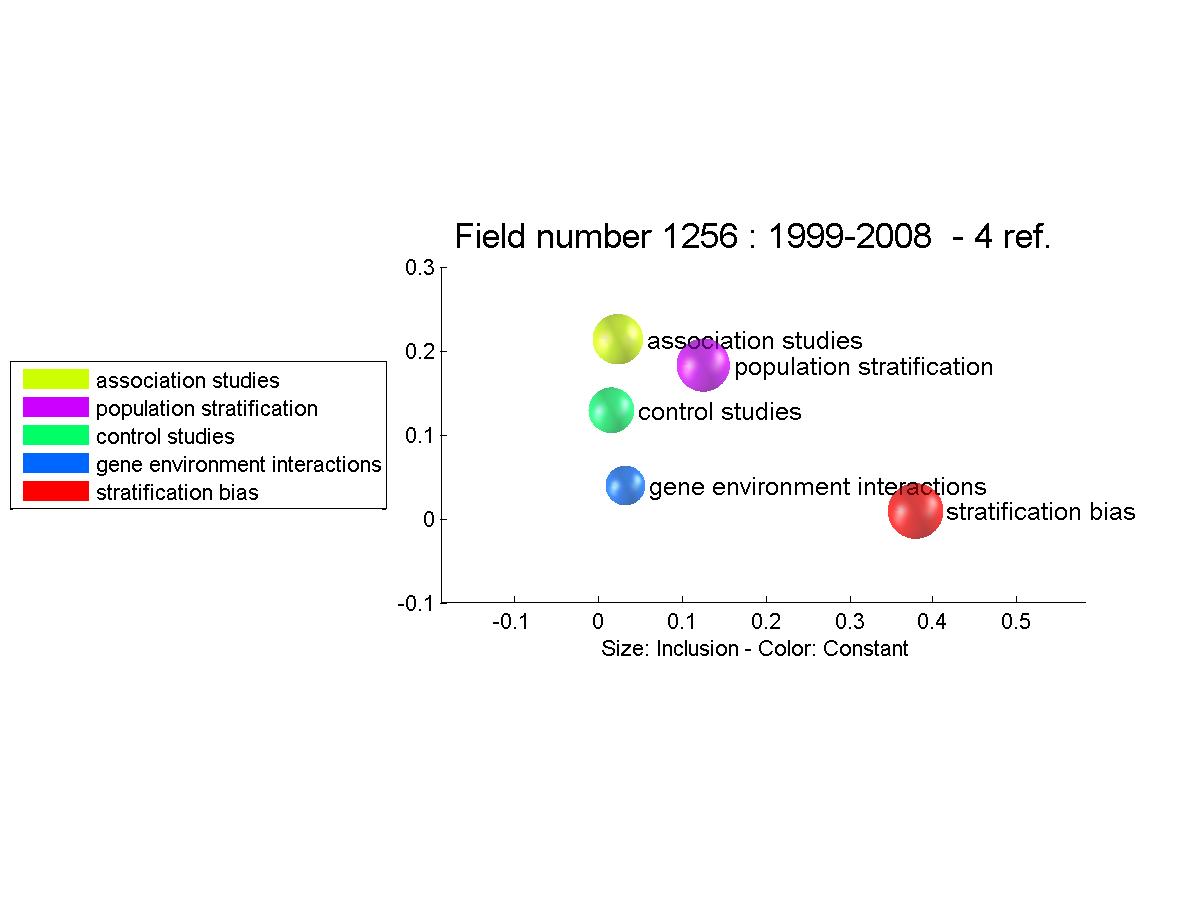 Field number 1256 : 1999-2008  - 4 ref.
0.3
0.2
0.1
0
-0.1
association studies
population stratification
control studies
gene environment interactions
stratification bias
association studies
population stratification
control studies
gene environment interactions
stratification bias
-0.1 0 0.1 0.2 0.3 0.4 0.5
Size: Inclusion - Color: Constant